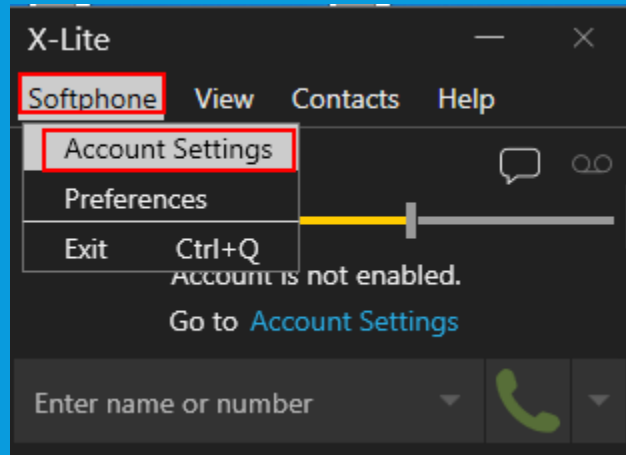 X-Lite
Softphone View Contacts Help
Account Settings
Preferences
Exit Ctrl+Q
Account is not enabled.
Go to Account Settings
Enter name or number